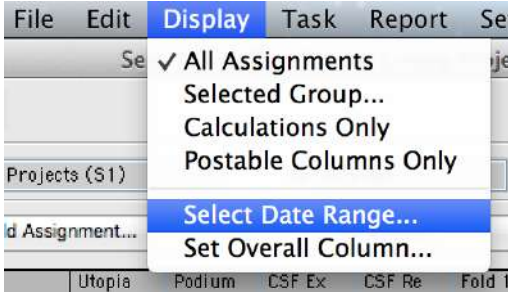 File Edit Display Task Report Se
Se ✓ All Assignments
Selected Group...
Calculations Only
Postable Columns Only
Projects (S1)
Select Date Range...
d Assignment...
Set Overall Column...
Utopia Podium CSF Ex CSF Re Fold 1